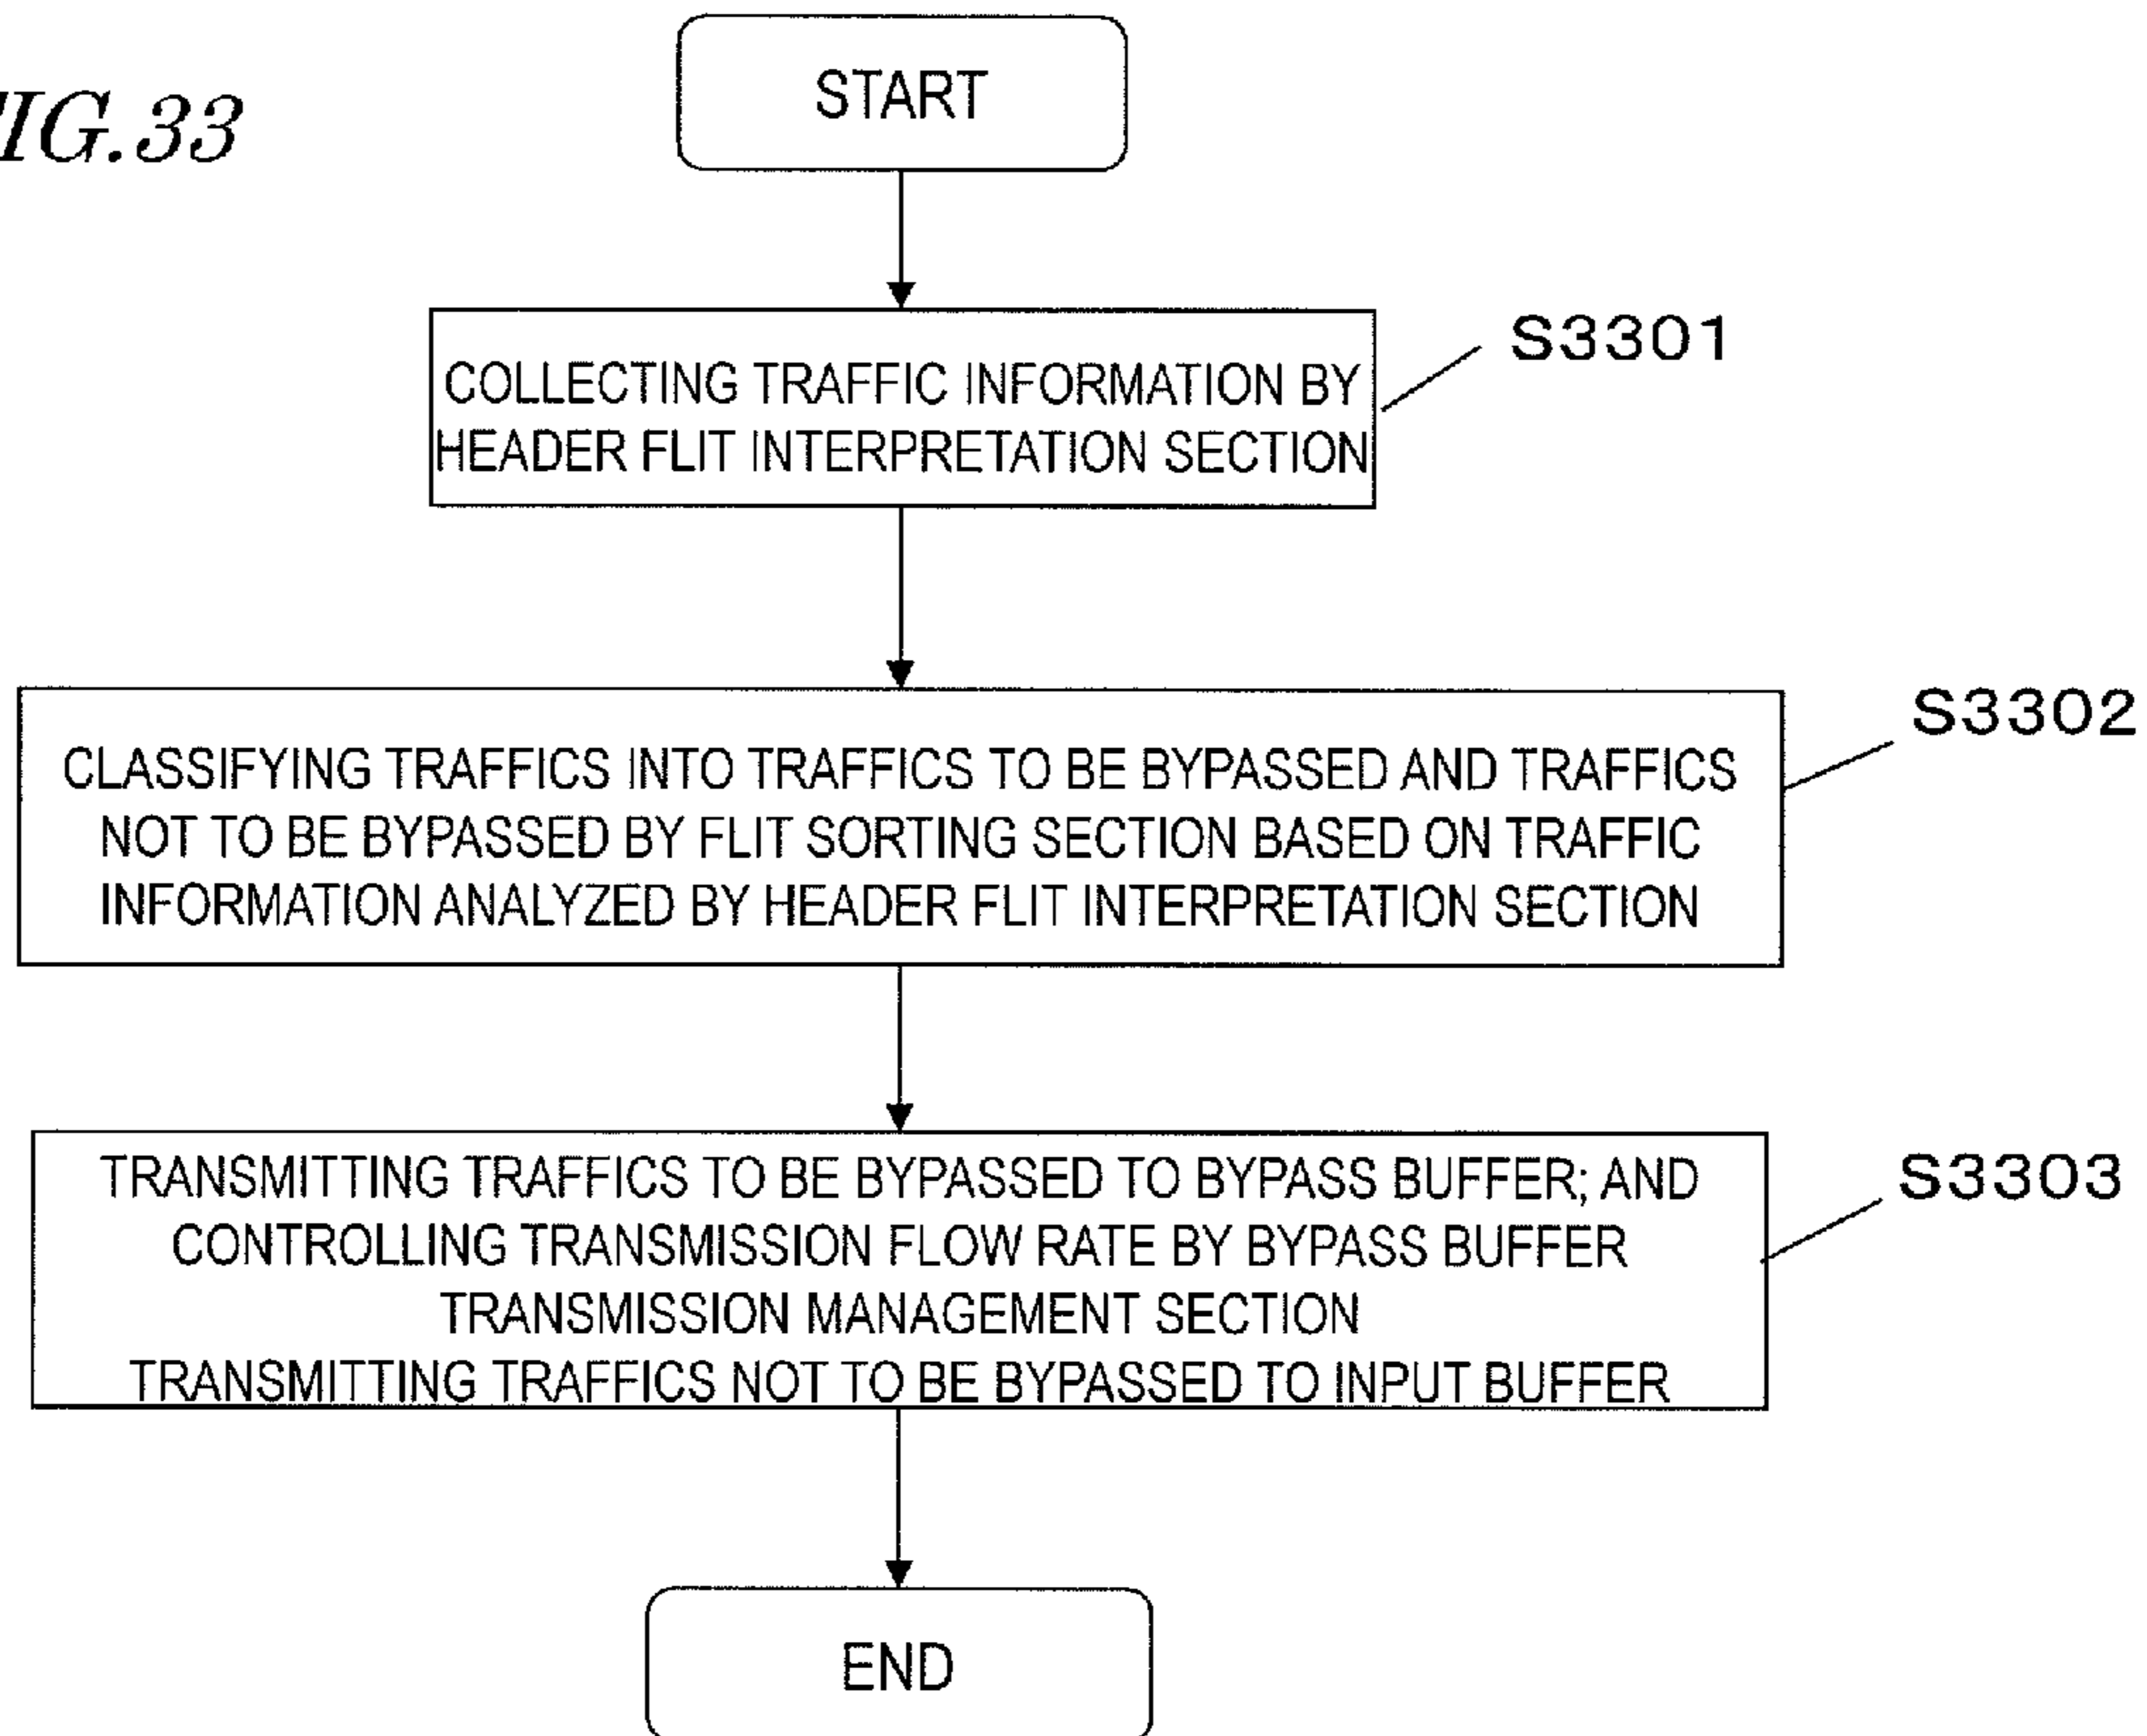 IG.33
START
COLLECTING TRAFFIC INFORMATION BY
HEADER FLIT INTERPRETATION SECTION
S3301
CLASSIFYING TRAFFICS INTO TRAFFICS TO BE BYPASSED AND TRAFFICS
NOT TO BE BYPASSED BY FLIT SORTING SECTION BASED ON TRAFFIC
INFORMATION ANALYZED BY HEADER FLIT INTERPRETATION SECTION
S3302
TRANSMITTING TRAFFICS TO BE BYPASSED TO BYPASS BUFFER; AND
CONTROLLING TRANSMISSION FLOW RATE BY BYPASS BUFFER
TRANSMISSION MANAGEMENT SECTION
TRANSMITTING TRAFFICS NOT TO BE BYPASSED TO INPUT BUFFER
S3303
END